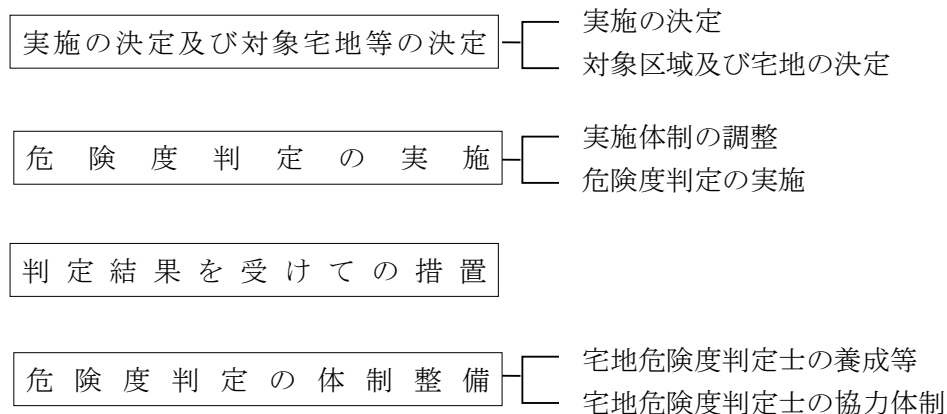 実施の決定及び対象宅地等の決定
実施の決定
対象区域及び宅地の決定
危険度判定の実施
実施体制の調整
危険度判定の実施
判定結果を受けての措置
危険度判定の体制整備
宅地危険度判定士の養成等
宅地危険度判定士の協力体制